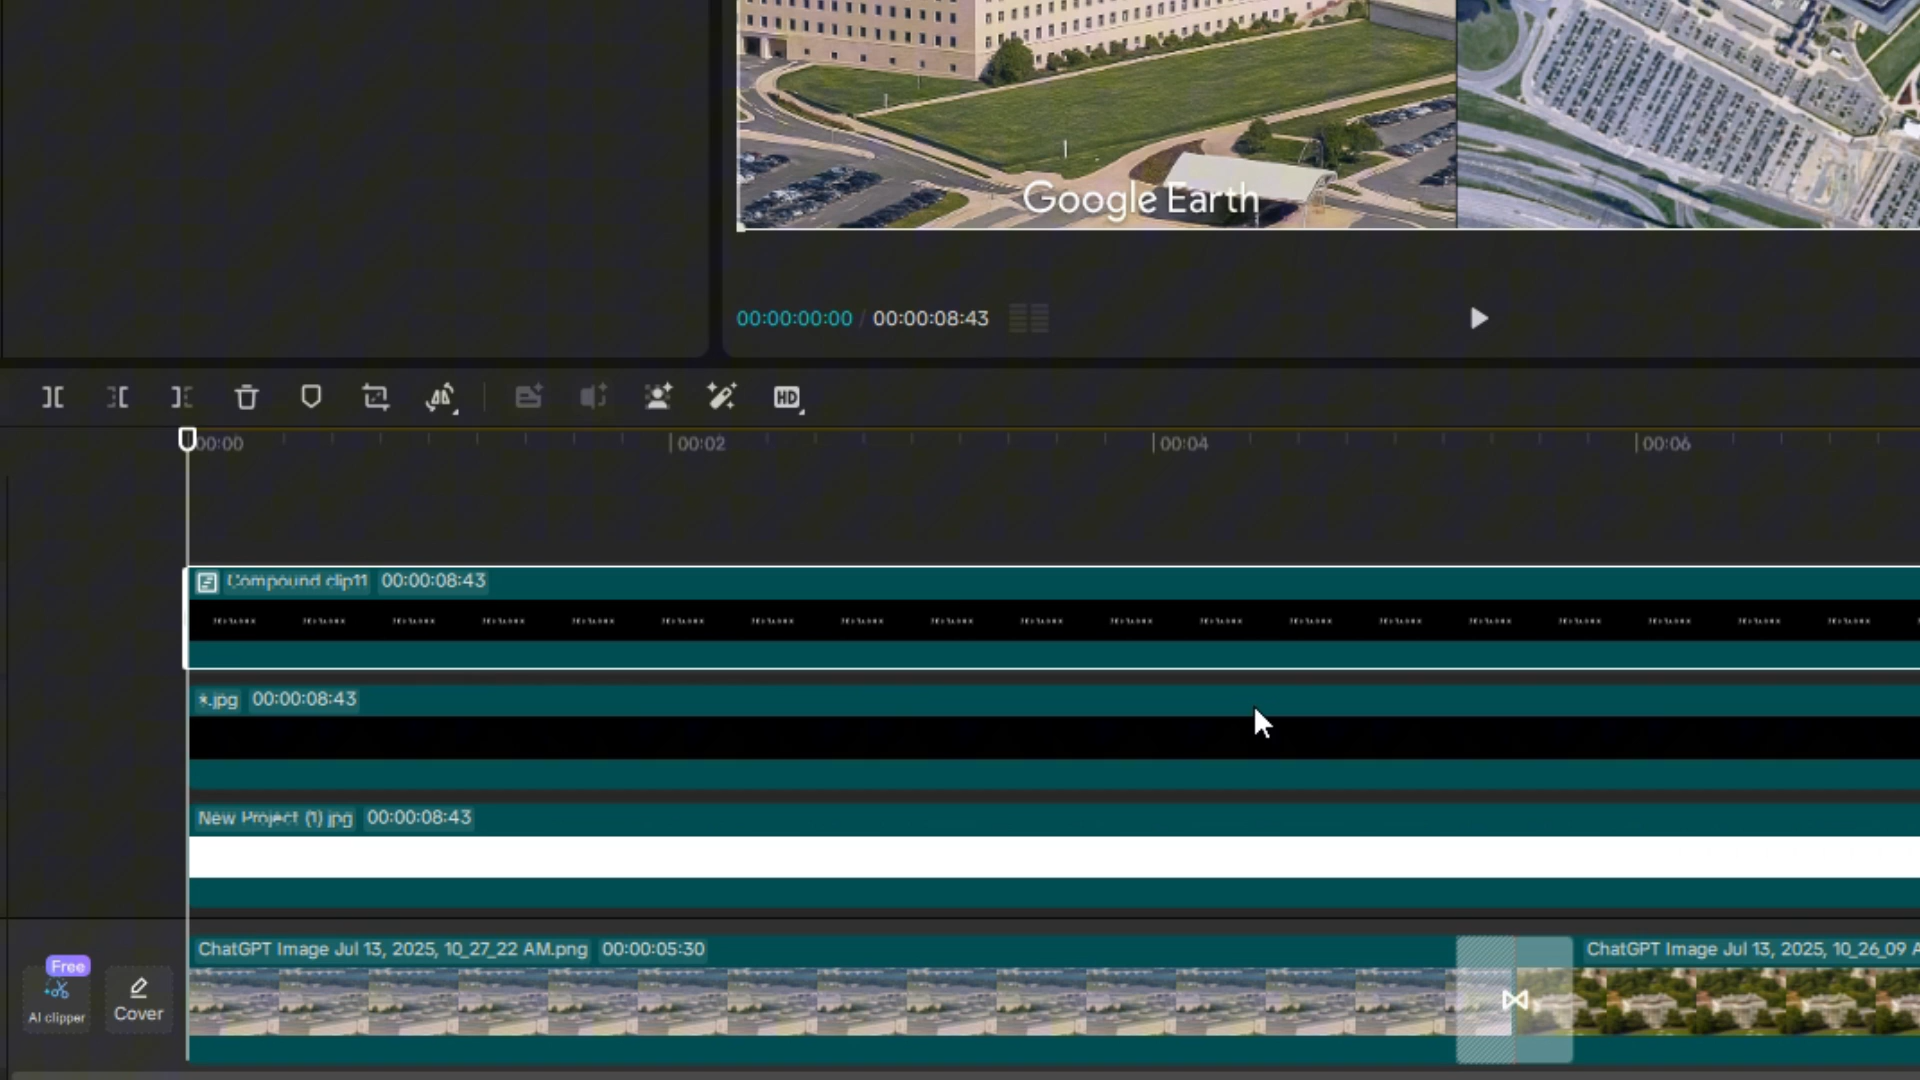 Google Earth
00:00:00:00 / 00:00:08:43
HD
00:00
00:02
00:04
00:06
Compound clip11 00:00:08:43
*.jpg 00:00:08:43
New Project (1).jpg 00:00:08:43
ChatGPT Image Jul 13, 2025, 10_27_22 AM.png 00:00:05:30
ChatGPT Image Jul 13, 2025, 10_26_09 A
Free
AI clipper
Cover